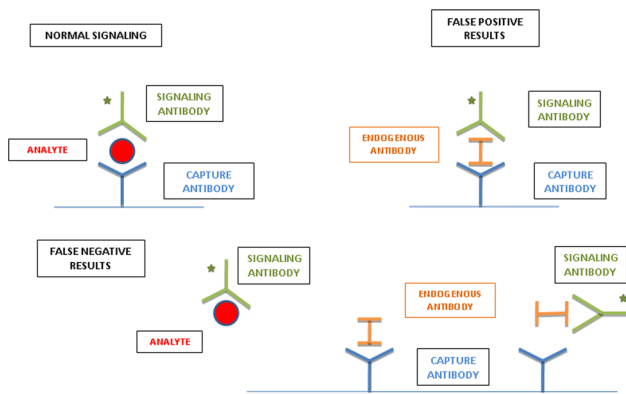 NORMAL SIGNALING
FALSE POSITIVE
RESULTS
SIGNALING
ANTIBODY
ANALYTE
CAPTURE
ANTIBODY
SIGNALING
ANTIBODY
ENDOGENOUS
ANTIBODY
CAPTURE
ANTIBODY
FALSE NEGATIVE
RESULTS
SIGNALING
ANTIBODY
ANALYTE
ENDOGENOUS
ANTIBODY
CAPTURE
ANTIBODY
SIGNALING
ANTIBODY